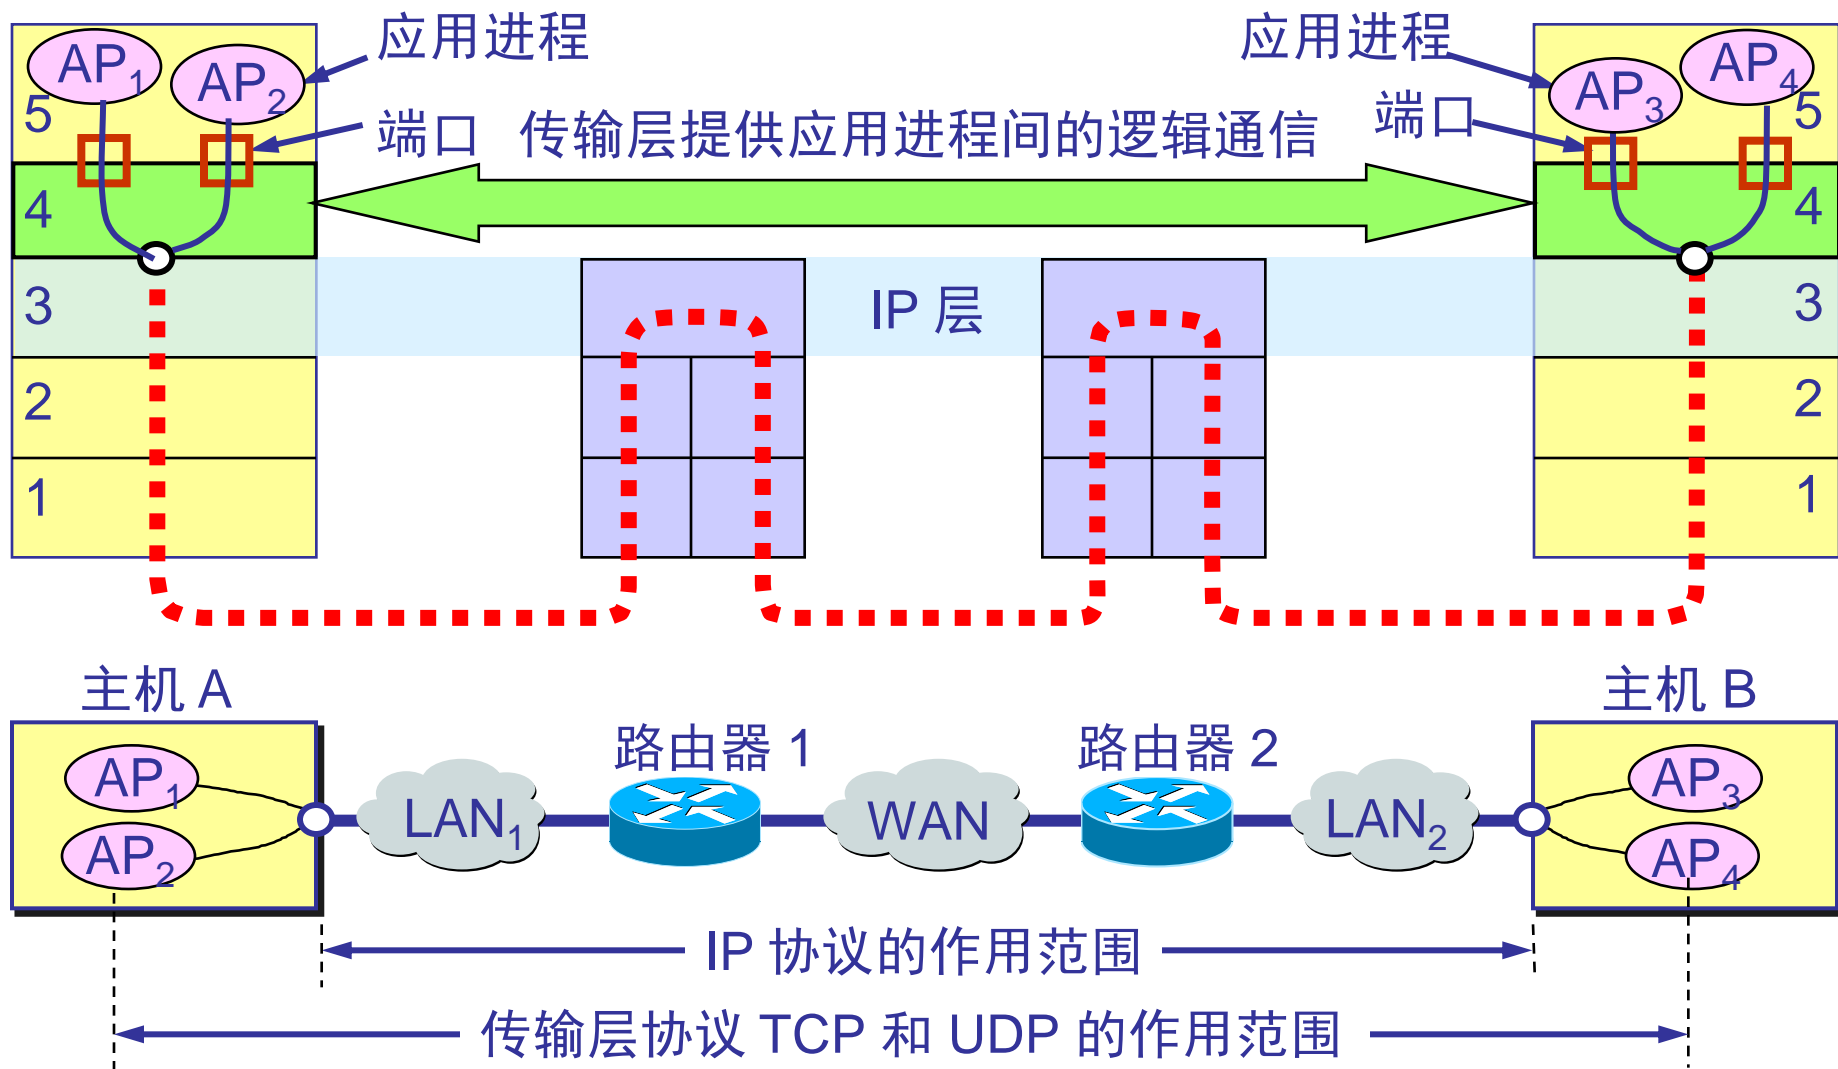 应用进程
应用进程
AP1
AP2
AP3
AP4
5
5
端口
传输层提供应用进程间的逻辑通信
端口
4
4
3
IP 层
3
2
2
1
1
主机 A
主机 B
路由器 1
路由器 2
AP1
AP3
LAN1
WAN
LAN2
AP2
AP4
IP 协议的作用范围
传输层协议 TCP 和 UDP 的作用范围